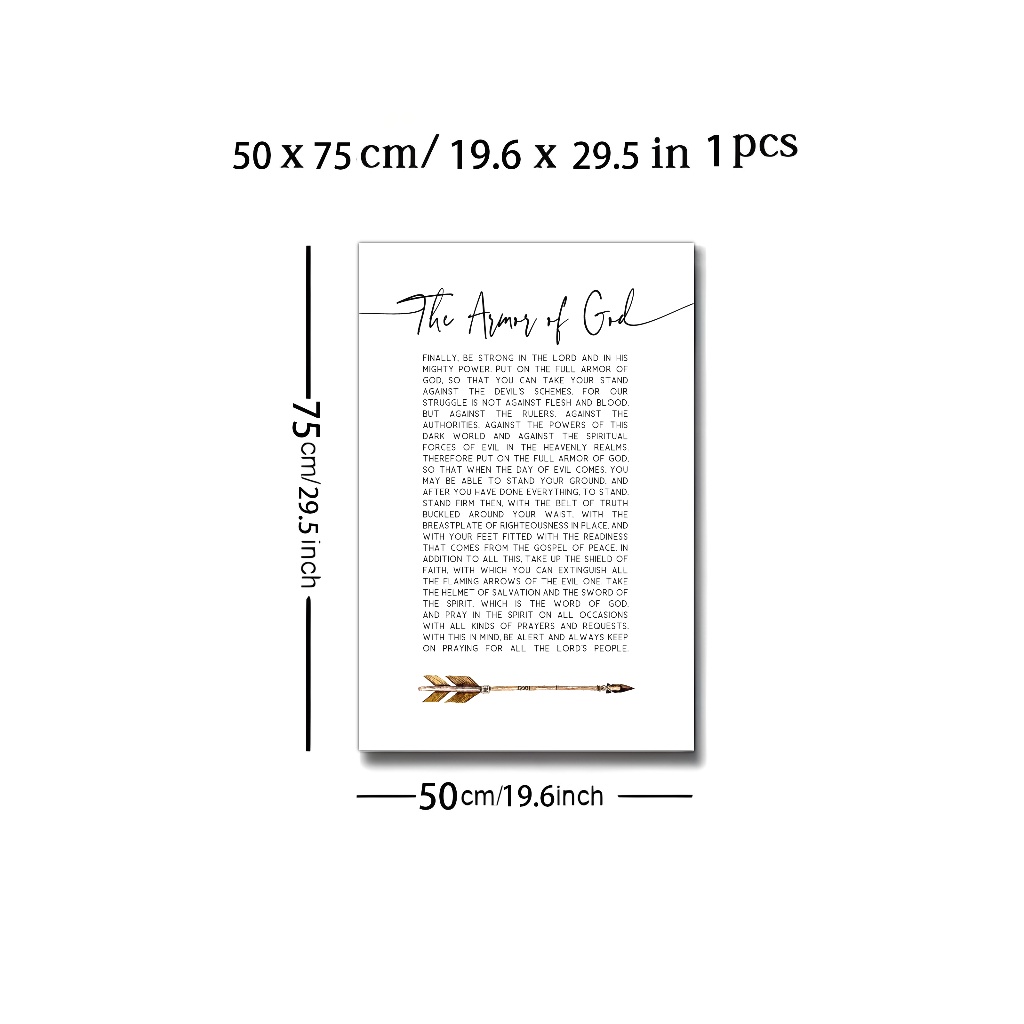 50 x 75 cm/ 19.6 x 29.5 in 1 pcs
The Armor of God
FINALLY, BE STRONG IN THE LORD AND IN HIS
MIGHTY POWER. PUT ON THE FULL ARMOR OF
GOD, SO THAT YOU CAN TAKE YOUR STAND
AGAINST THE DEVIL'S SCHEMES. FOR OUR
STRUGGLE IS NOT AGAINST FLESH AND BLOOD,
BUT AGAINST THE RULERS, AGAINST THE
AUTHORITIES, AGAINST THE POWERS OF THIS
DARK WORLD AND AGAINST THE SPIRITUAL
FORCES OF EVIL IN THE HEAVENLY REALMS.
THEREFORE PUT ON THE FULL ARMOR OF GOD,
SO THAT WHEN THE DAY OF EVIL COMES, YOU
MAY BE ABLE TO STAND YOUR GROUND, AND
AFTER YOU HAVE DONE EVERYTHING, TO STAND.
STAND FIRM THEN, WITH THE BELT OF TRUTH
BUCKLED AROUND YOUR WAIST, WITH THE
BREASTPLATE OF RIGHTEOUSNESS IN PLACE, AND
WITH YOUR FEET FITTED WITH THE READINESS
THAT COMES FROM THE GOSPEL OF PEACE. IN
ADDITION TO ALL THIS, TAKE UP THE SHIELD OF
FAITH, WITH WHICH YOU CAN EXTINGUISH ALL
THE FLAMING ARROWS OF THE EVIL ONE. TAKE
THE HELMET OF SALVATION AND THE SWORD OF
THE SPIRIT, WHICH IS THE WORD OF GOD.
AND PRAY IN THE SPIRIT ON ALL OCCASIONS
WITH ALL KINDS OF PRAYERS AND REQUESTS.
WITH THIS IN MIND, BE ALERT AND ALWAYS KEEP
ON PRAYING FOR ALL THE LORD'S PEOPLE.
75cm/29.5inch
50cm/19.6inch